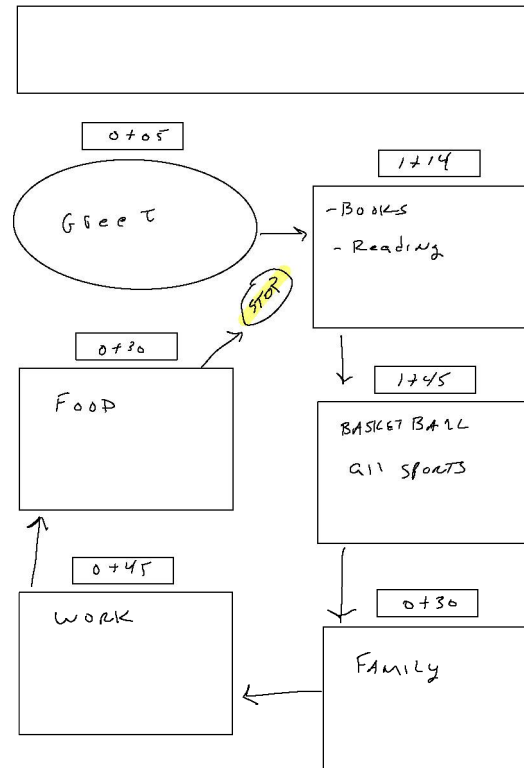 0+05
Greet
1+14
- Books
- Reading
1+45
BASKETBALL
all SPORTS
0+30
FAMILY
0+45
WORK
0+30
FOOD
STOP